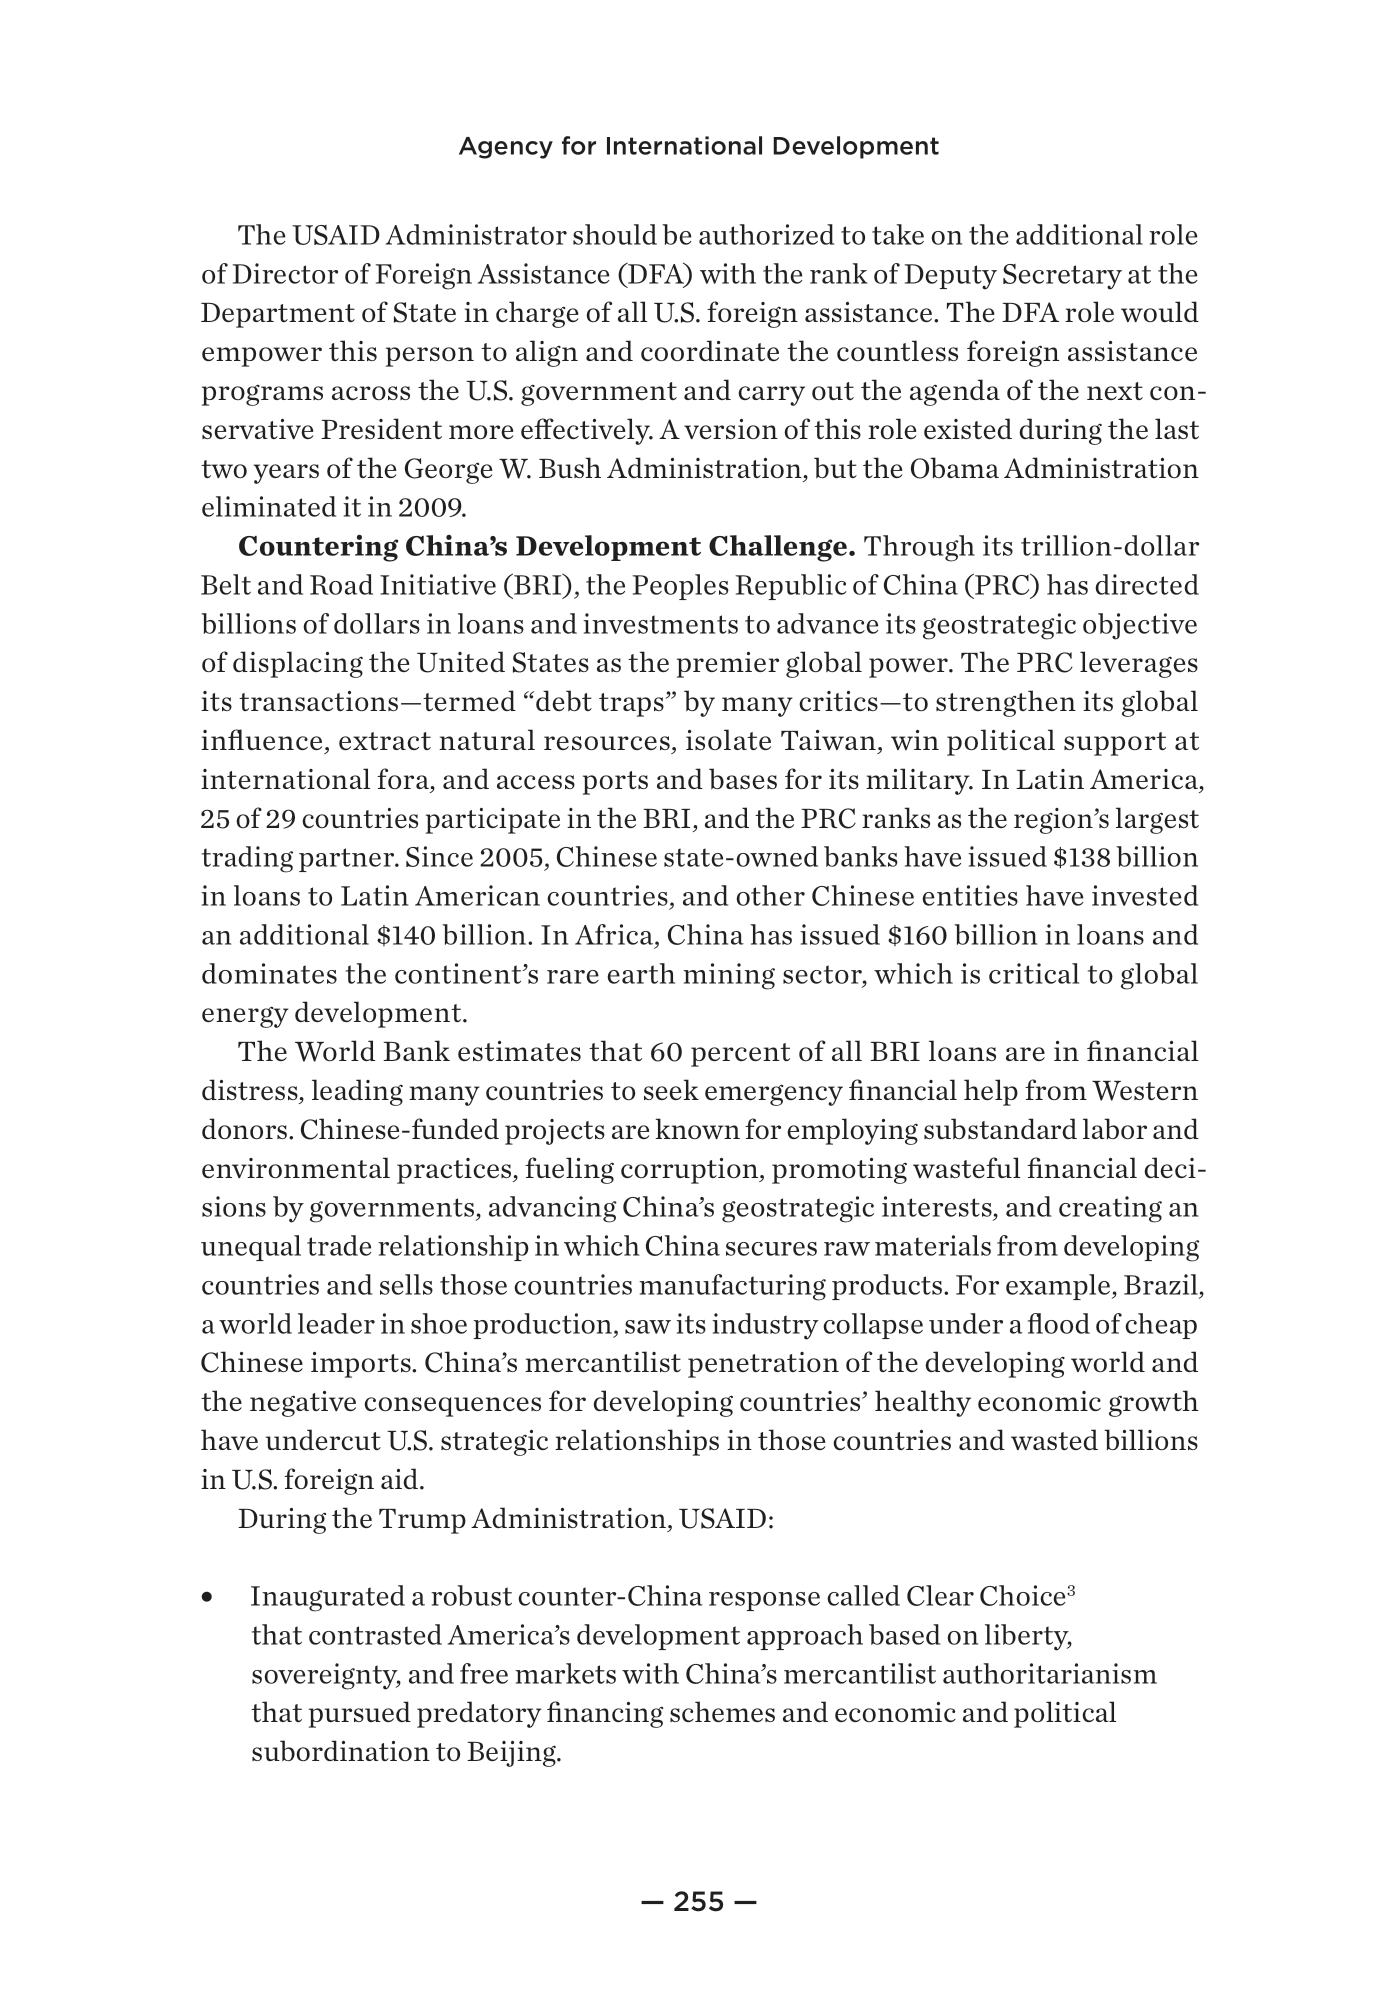 Agency for International Development
The USAID Administrator should be authorized to take on the additional role
of Director of Foreign Assistance (DFA) with the rank of Deputy Secretary at the
Department of State in charge of all U.S. foreign assistance. The DFA role would
empower this person to align and coordinate the countless foreign assistance
programs across the U.S. government and carry out the agenda of the next con-
servative President more effectively. A version of this role existed during the last
two years of the George W. Bush Administration, but the Obama Administration
eliminated it in 2009.
Countering China’s Development Challenge. Through its trillion-dollar
Belt and Road Initiative (BRI), the Peoples Republic of China (PRC) has directed
billions of dollars in loans and investments to advance its geostrategic objective
of displacing the United States as the premier global power. The PRC leverages
its transactions—termed “debt traps” by many critics—to strengthen its global
influence, extract natural resources, isolate Taiwan, win political support at
international fora, and access ports and bases for its military. In Latin America,
25 of 29 countries participate in the BRI, and the PRC ranks as the region’s largest
trading partner. Since 2005, Chinese state-owned banks have issued $138 billion
in loans to Latin American countries, and other Chinese entities have invested
an additional $140 billion. In Africa, China has issued $160 billion in loans and
dominates the continent’s rare earth mining sector, which is critical to global
energy development.
The World Bank estimates that 60 percent of all BRI loans are in financial
distress, leading many countries to seek emergency financial help from Western
donors. Chinese-funded projects are known for employing substandard labor and
environmental practices, fueling corruption, promoting wasteful financial deci-
sions by governments, advancing China’s geostrategic interests, and creating an
unequal trade relationship in which China secures raw materials from developing
countries and sells those countries manufacturing products. For example, Brazil,
a world leader in shoe production, saw its industry collapse under a flood of cheap
Chinese imports. China’s mercantilist penetration of the developing world and
the negative consequences for developing countries’ healthy economic growth
have undercut U.S. strategic relationships in those countries and wasted billions
in U.S. foreign aid.
During the Trump Administration, USAID:
• Inaugurated a robust counter-China response called Clear Choice³
that contrasted America’s development approach based on liberty,
sovereignty, and free markets with China’s mercantilist authoritarianism
that pursued predatory financing schemes and economic and political
subordination to Beijing.
— 255 —